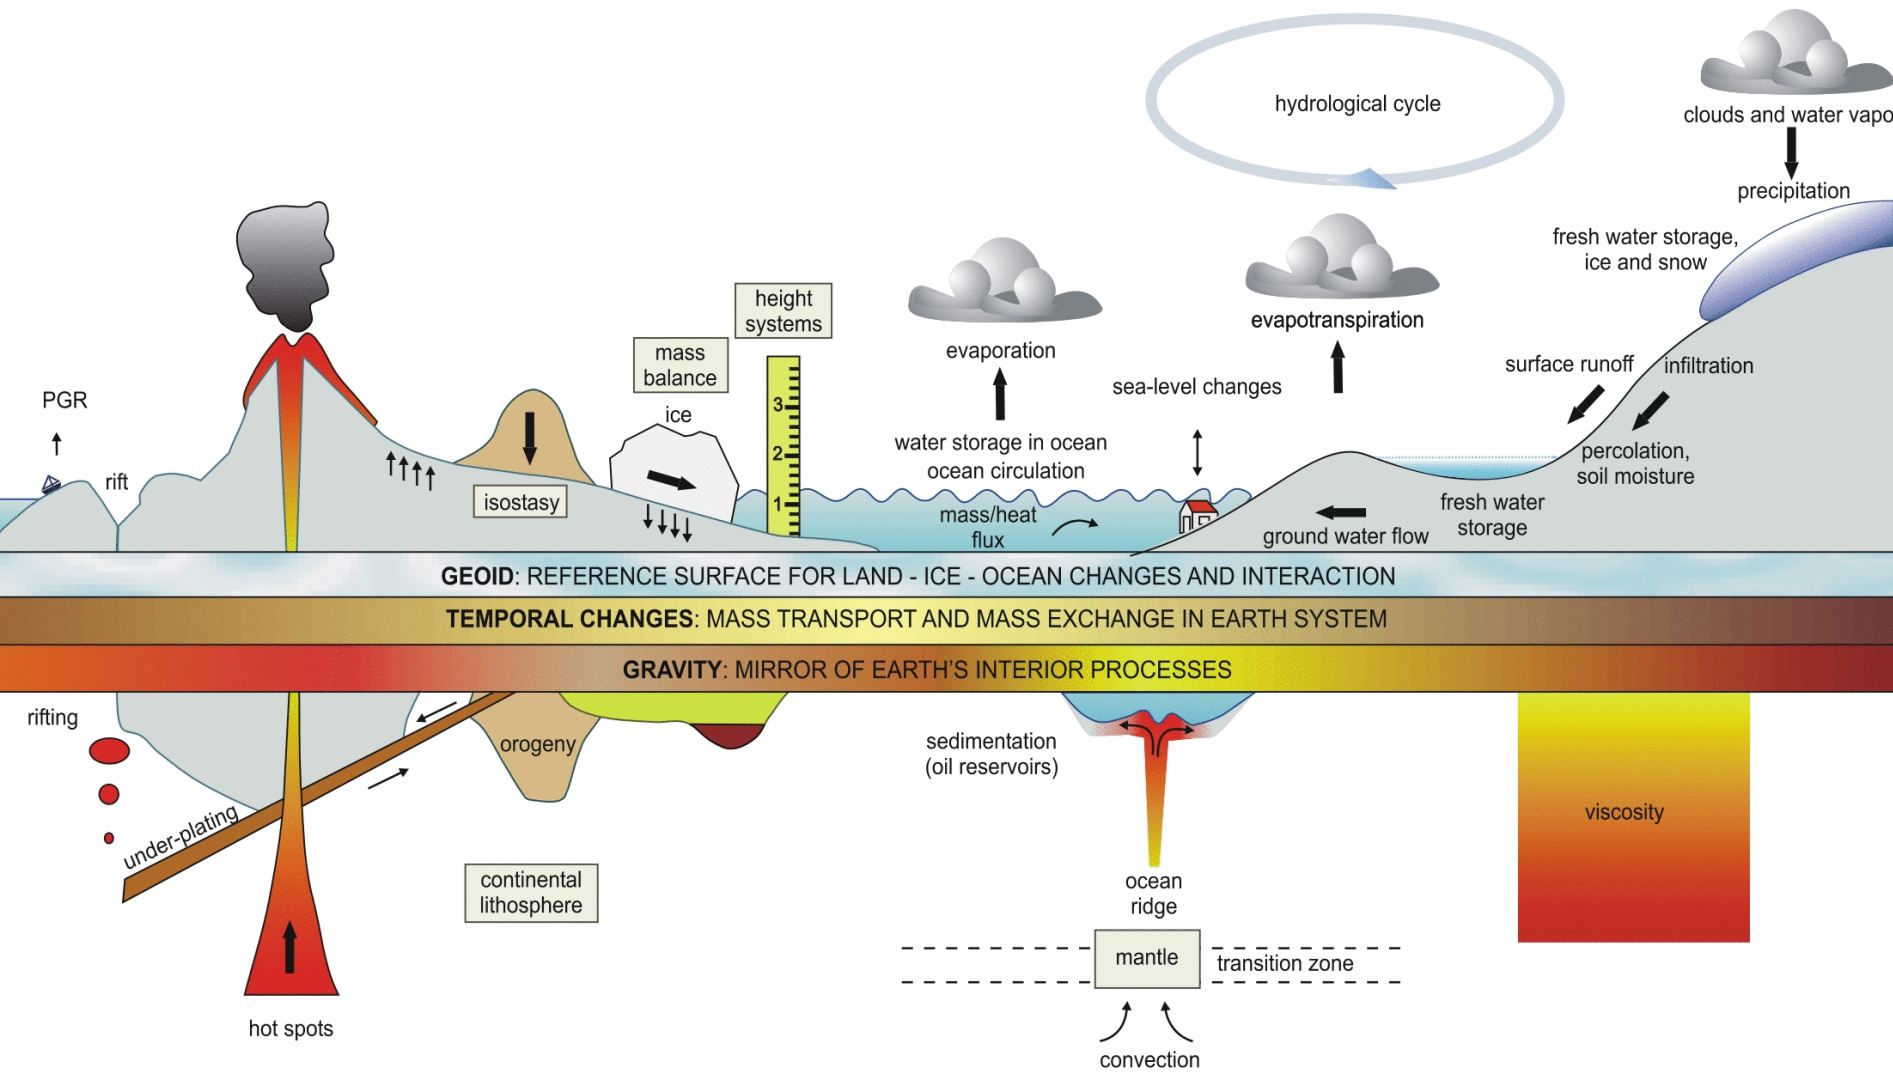 hydrological cycle
clouds and water vapo
precipitation
fresh water storage,
ice and snow
height
systems
mass
balance
evaporation
evapotranspiration
surface runoff
infiltration
sea-level changes
PGR
ice
3
2
1
water storage in ocean
ocean circulation
percolation,
soil moisture
rift
isostasy
mass/heat
flux
fresh water
storage
ground water flow
GEOID: REFERENCE SURFACE FOR LAND - ICE - OCEAN CHANGES AND INTERACTION
TEMPORAL CHANGES: MASS TRANSPORT AND MASS EXCHANGE IN EARTH SYSTEM
GRAVITY: MIRROR OF EARTH'S INTERIOR PROCESSES
rifting
orogeny
sedimentation
(oil reservoirs)
under-plating
viscosity
continental
lithosphere
ocean
ridge
mantle
transition zone
hot spots
convection